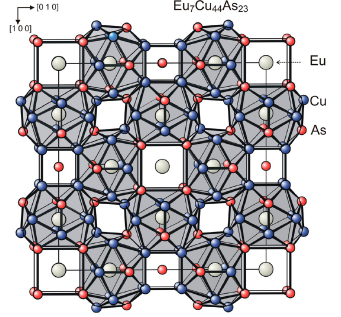 Eu₇Cu₄₄As₂₃
[0 1 0]
[1 0 0]
Eu
Cu
As